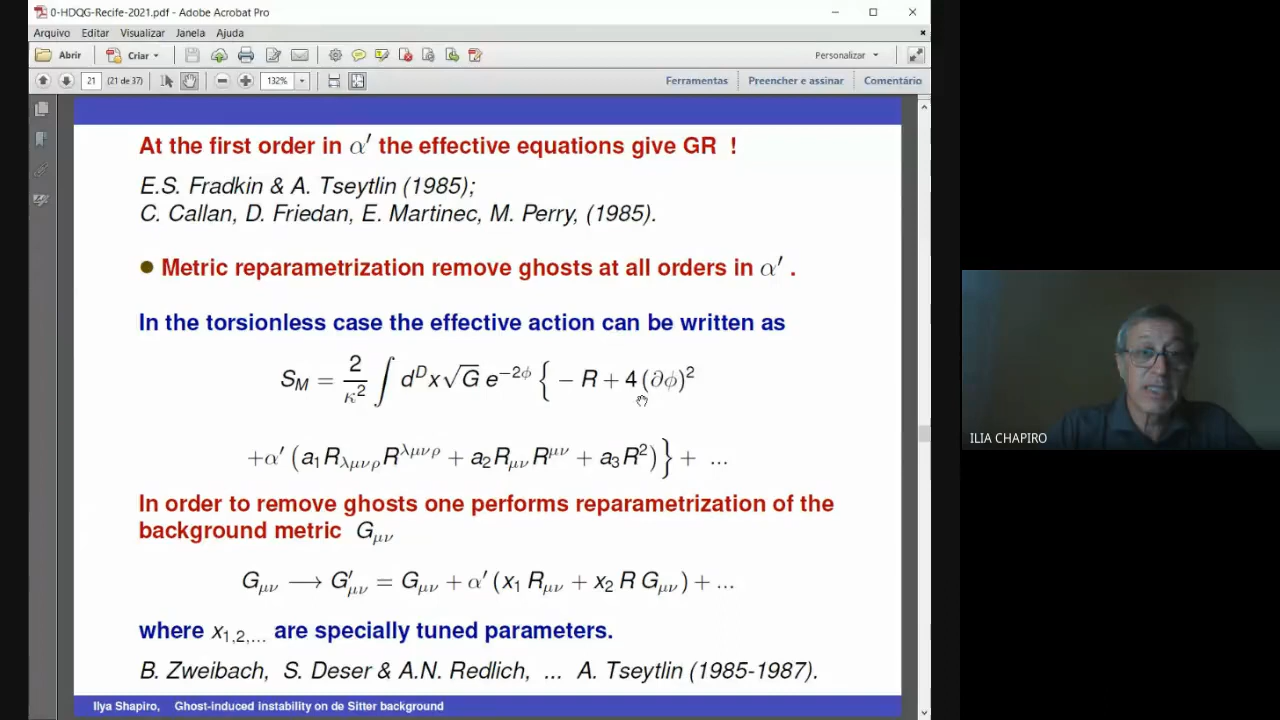 0-HDQG-Recife-2021.pdf - Adobe Acrobat Pro
Arquivo Editar Visualizar Janela Ajuda
Abrir Criar Personalizar
21 (21 de 37) 132% Ferramentas Preencher e assinar Comentário
At the first order in α′ the effective equations give GR !
E.S. Fradkin & A. Tseytlin (1985);
C. Callan, D. Friedan, E. Martinec, M. Perry, (1985).
● Metric reparametrization remove ghosts at all orders in α′ .
In the torsionless case the effective action can be written as
S_M = 2/κ² ∫ d^D x √G e^{−2φ} { − R + 4 (∂φ)²
+α′ (a₁R_{λμνρ}R^{λμνρ} + a₂R_{μν}R^{μν} + a₃R²)} + ...
In order to remove ghosts one performs reparametrization of the
background metric G_{μν}
G_{μν} ⟶ G′_{μν} = G_{μν} + α′ (x₁ R_{μν} + x₂ R G_{μν}) + ...
where x_{1,2,...} are specially tuned parameters.
B. Zweibach, S. Deser & A.N. Redlich, ... A. Tseytlin (1985-1987).
Ilya Shapiro, Ghost-induced instability on de Sitter background
ILIA CHAPIRO